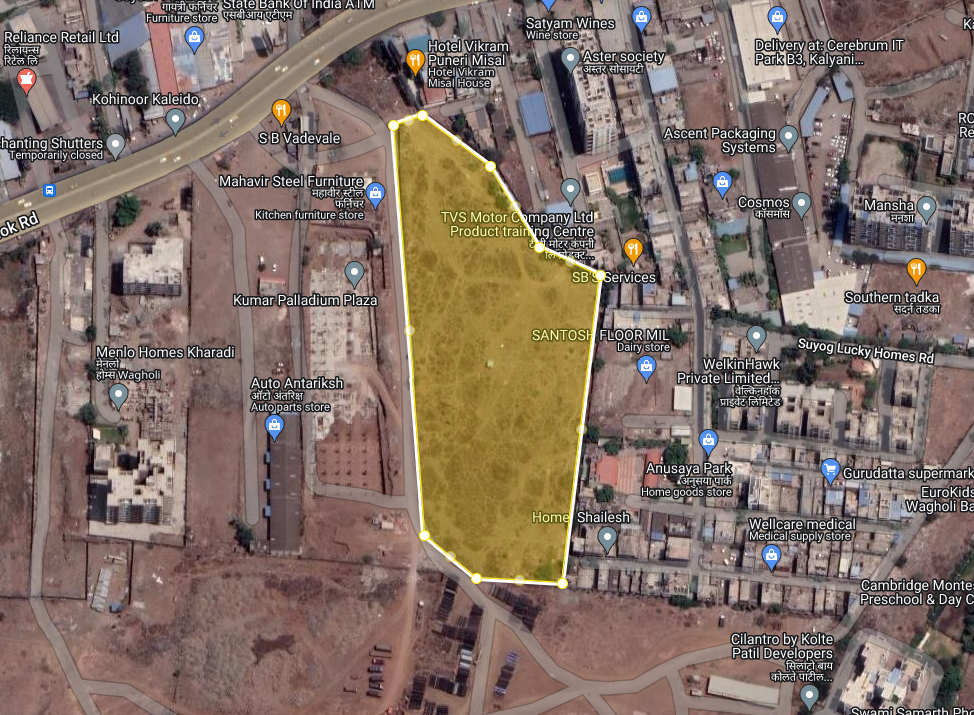 गायत्री फर्निचर
Furniture store
State Bank Of India ATM
एसबीआय एटीएम
Reliance Retail Ltd
रिलायन्स
रिटेल लि
Kohinoor Kaleido
hanting Shutters
Temporarily closed
ok Rd
S B Vadevale
Hotel Vikram
Puneri Misal
Hotel Vikram
Misal House
Satyam Wines
Wine store
Aster society
अस्तर सोसायटी
Delivery at: Cerebrum IT
Park B3, Kalyani...
Ascent Packaging
Systems
Mahavir Steel Furniture
महावीर स्टील
फर्निचर
Kitchen furniture store
TVS Motor Company Ltd
Product training Centre
Cosmos
कॉसमॉस
Mansha
मनशा
SB'S Services
Southern tadka
सदर्न तडका
Kumar Palladium Plaza
SANTOSH FLOOR MIL
Dairy store
Suyog Lucky Homes Rd
Menlo Homes Kharadi
मेनलो
होम्स Wagholi
WelkinHawk
Private Limited...
वेल्किनहॉक
प्राइवेट लिमिटेड
Auto Antariksh
ऑटो अंतरिक्ष
Auto parts store
Anusaya Park
अनुसया पार्क
Home goods store
Gurudatta supermark
EuroKids
Wagholi Ba
Home Shailesh
Wellcare medical
Medical supply store
Cambridge Montes
Preschool & Day C
Cilantro by Kolte
Patil Developers
सिलांट्रो बाय
कोलते पाटील...
Swami Samarth Pho